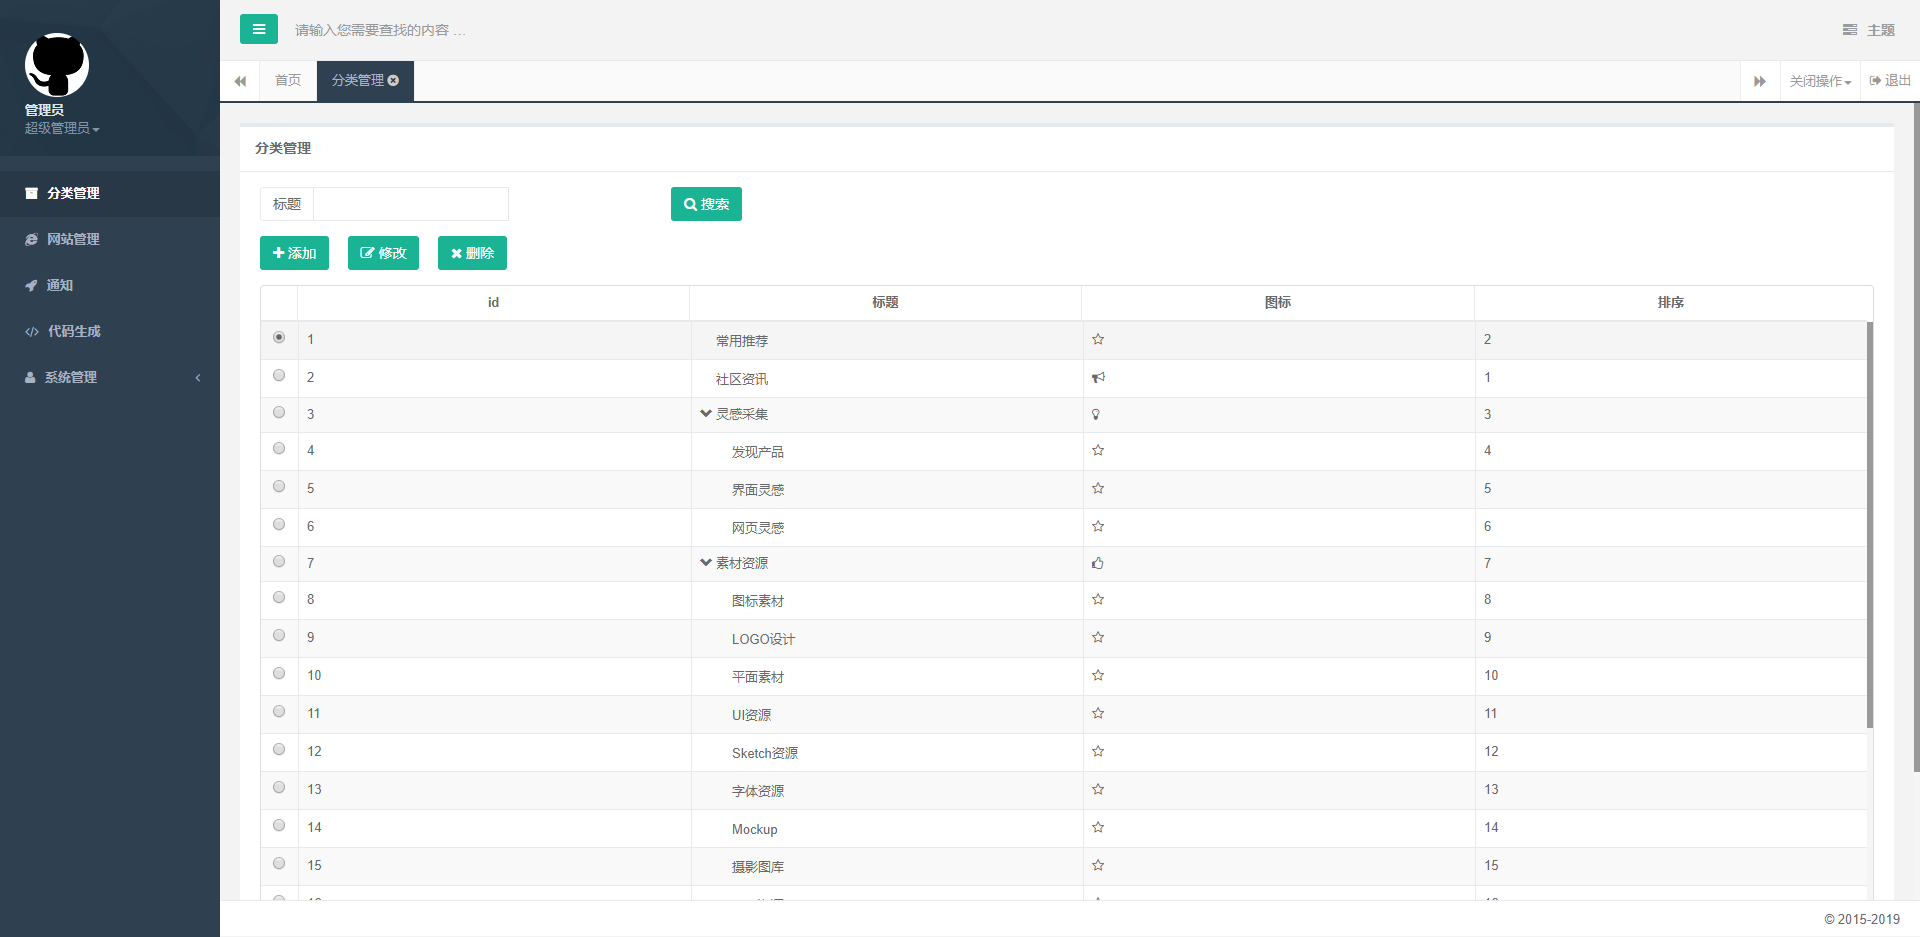 请输入您需要查找的内容 …
主题
管理员
超级管理员
首页
分类管理
关闭操作
退出
分类管理
网站管理
通知
代码生成
系统管理
分类管理
标题
搜索
添加
修改
删除
id 标题 图标 排序
1 常用推荐 2
2 社区资讯 1
3 灵感采集 3
4 发现产品 4
5 界面灵感 5
6 网页灵感 6
7 素材资源 7
8 图标素材 8
9 LOGO设计 9
10 平面素材 10
11 UI资源 11
12 Sketch资源 12
13 字体资源 13
14 Mockup 14
15 摄影图库 15
© 2015-2019